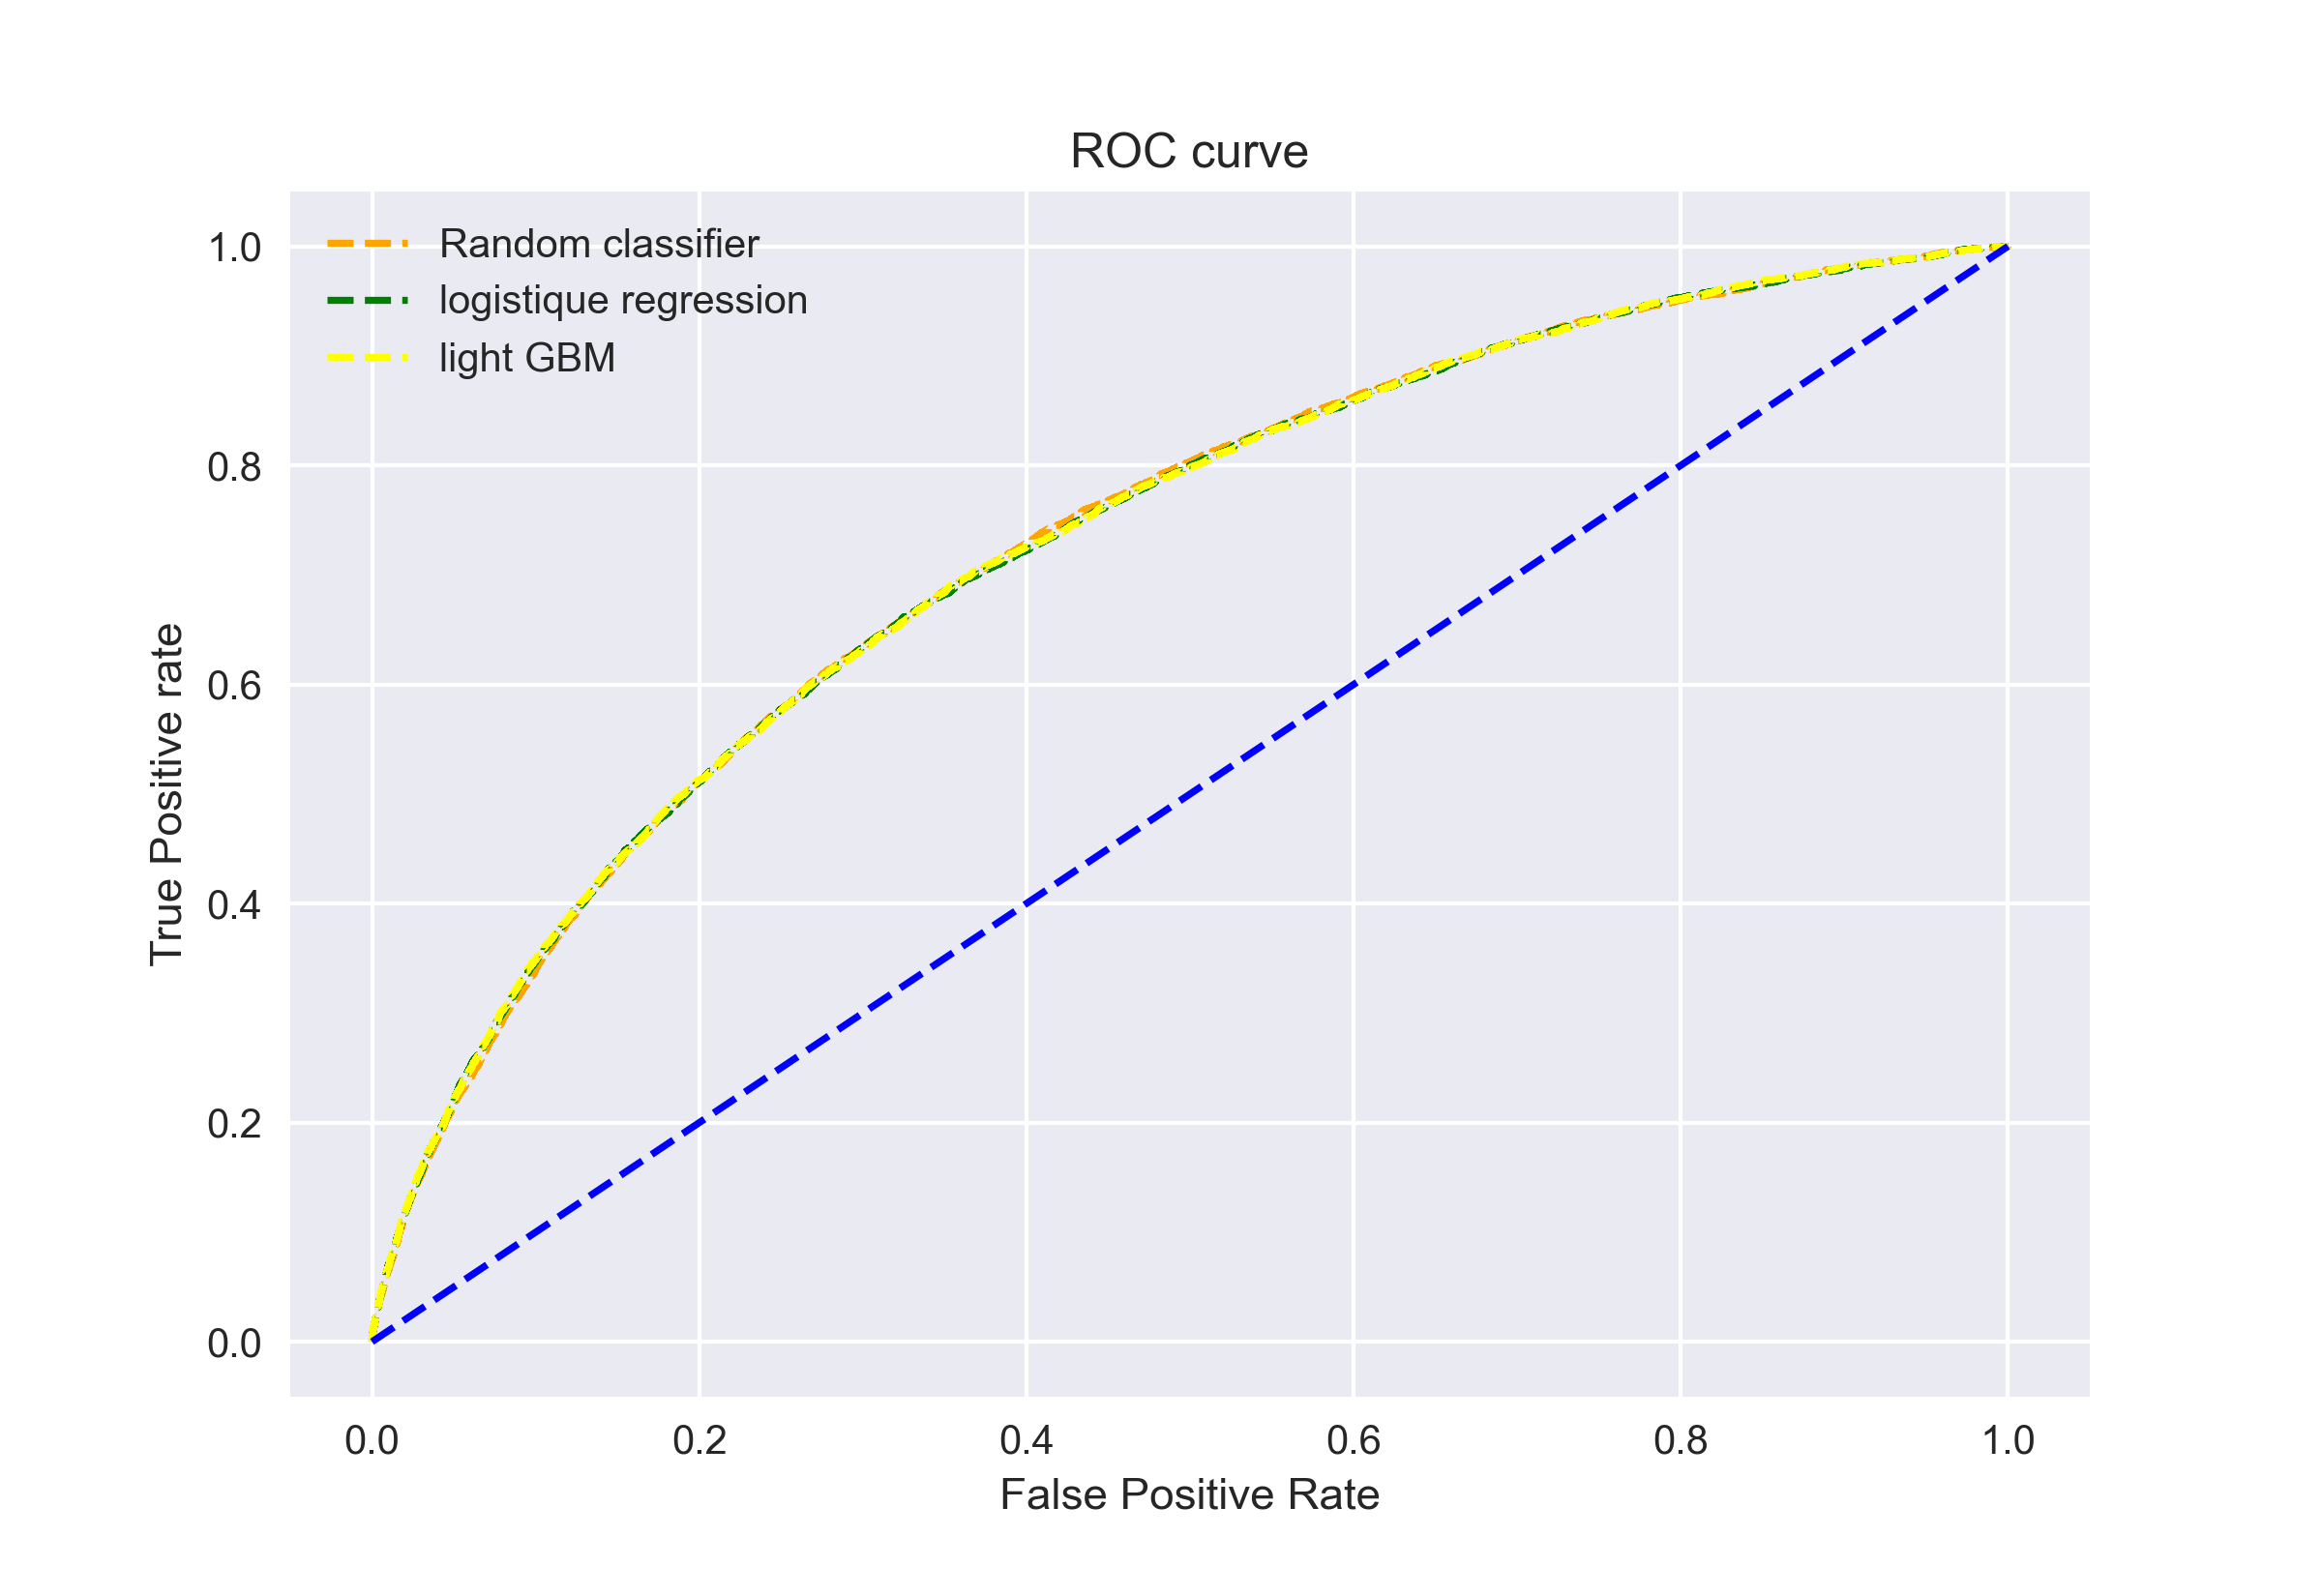 ROC curve
Random classifier
logistique regression
light GBM
True Positive rate
1.0
0.8
0.6
0.4
0.2
0.0
0.0 0.2 0.4 0.6 0.8 1.0
False Positive Rate